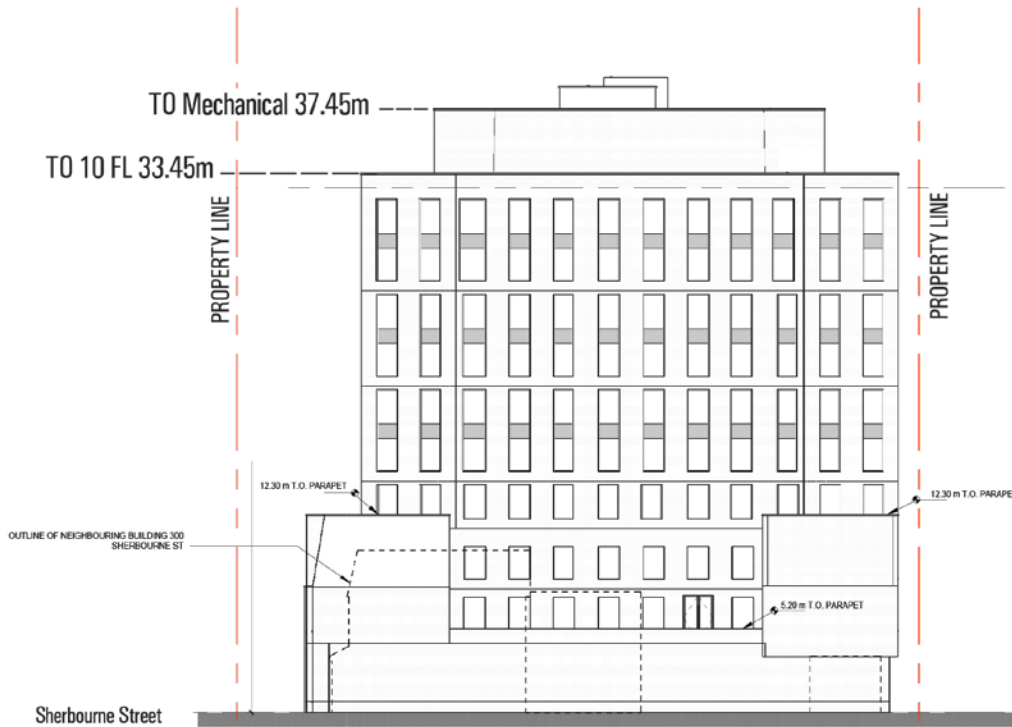 TO Mechanical 37.45m
TO 10 FL 33.45m
PROPERTY LINE
PROPERTY LINE
12.30 m T.O. PARAPET
12.30 m T.O. PARAPE
OUTLINE OF NEIGHBOURING BUILDING 300
SHERBOURNE ST
5.20 m T.O. PARAPET
Sherbourne Street